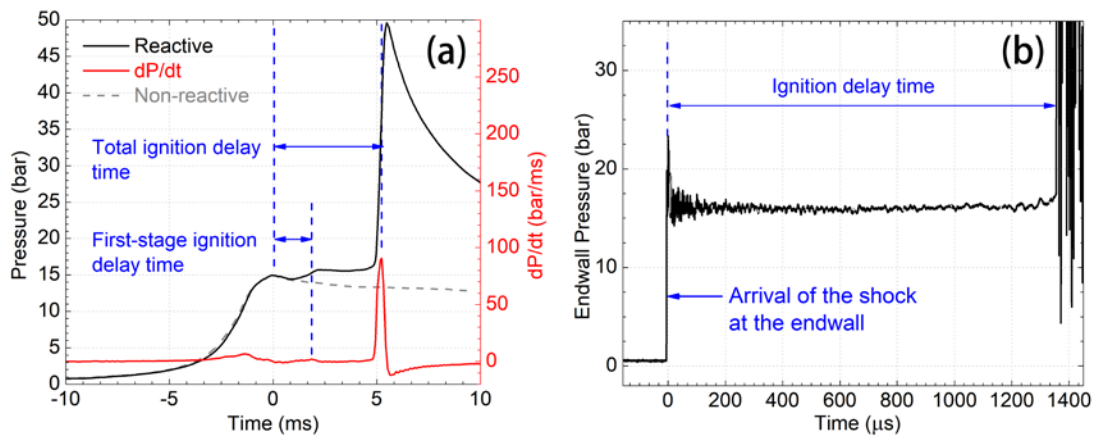 (a)
Reactive
dP/dt
Non-reactive
Total ignition delay
time
First-stage ignition
delay time
Pressure (bar)
50
45
40
35
30
25
20
15
10
5
0
dP/dt (bar/ms)
250
200
150
100
50
0
-10
-5
0
5
10
Time (ms)
(b)
Ignition delay time
Arrival of the shock
at the endwall
Endwall Pressure (bar)
30
20
10
0
0
200
400
600
800
1000
1200
1400
Time (μs)